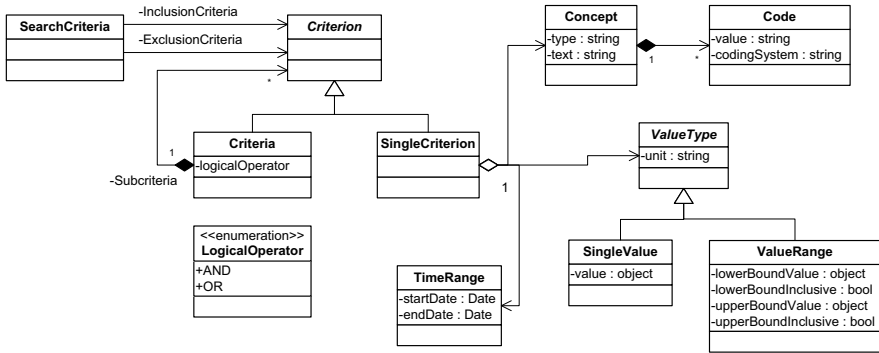 SearchCriteria
-InclusionCriteria
-ExclusionCriteria
Criterion
*
Concept
-type : string
-text : string
1
*
Code
-value : string
-codingSystem : string
Criteria
-logicalOperator
1
-Subcriteria
SingleCriterion
1
ValueType
-unit : string
<<enumeration>>
LogicalOperator
+AND
+OR
TimeRange
-startDate : Date
-endDate : Date
SingleValue
-value : object
ValueRange
-lowerBoundValue : object
-lowerBoundInclusive : bool
-upperBoundValue : object
-upperBoundInclusive : bool